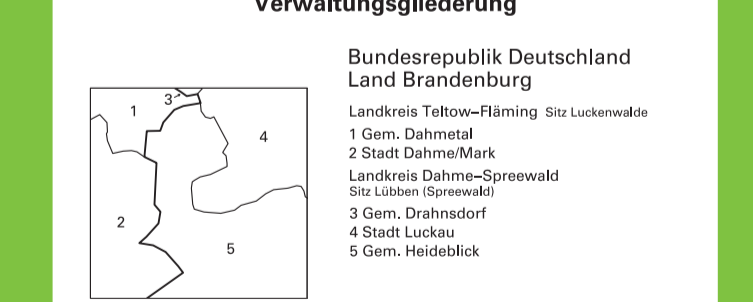 Verwaltungsgliederung
Bundesrepublik Deutschland
Land Brandenburg
Landkreis Teltow–Fläming Sitz Luckenwalde
1 Gem. Dahmetal
2 Stadt Dahme/Mark
Landkreis Dahme–Spreewald
Sitz Lübben (Spreewald)
3 Gem. Drahnsdorf
4 Stadt Luckau
5 Gem. Heideblick
3
1
4
2
5